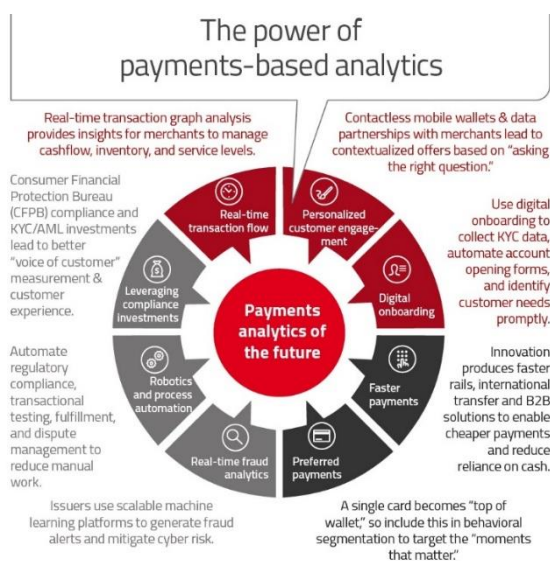 The power of
payments-based analytics
Real-time transaction graph analysis
provides insights for merchants to manage
cashflow, inventory, and service levels.
Contactless mobile wallets & data
partnerships with merchants lead to
contextualized offers based on “asking
the right question.”
Consumer Financial
Protection Bureau
(CFPB) compliance and
KYC/AML investments
lead to better
“voice of customer”
measurement &
customer
experience.
Real-time
transaction flow
Personalized
customer engage-
ment
Use digital
onboarding to
collect KYC data,
automate account
opening forms,
and identify
customer needs
promptly.
Leveraging
compliance
investments
Digital
onboarding
Payments
analytics of
the future
Automate
regulatory
compliance,
transactional
testing, fulfillment,
and dispute
management to
reduce manual
work.
Robotics
and process
automation
Faster
payments
Innovation
produces faster
rails, international
transfer and B2B
solutions to enable
cheaper payments
and reduce
reliance on cash.
Real-time fraud
analytics
Preferred
payments
Issuers use scalable machine
learning platforms to generate fraud
alerts and mitigate cyber risk.
A single card becomes “top of
wallet,” so include this in behavioral
segmentation to target the “moments
that matter.”